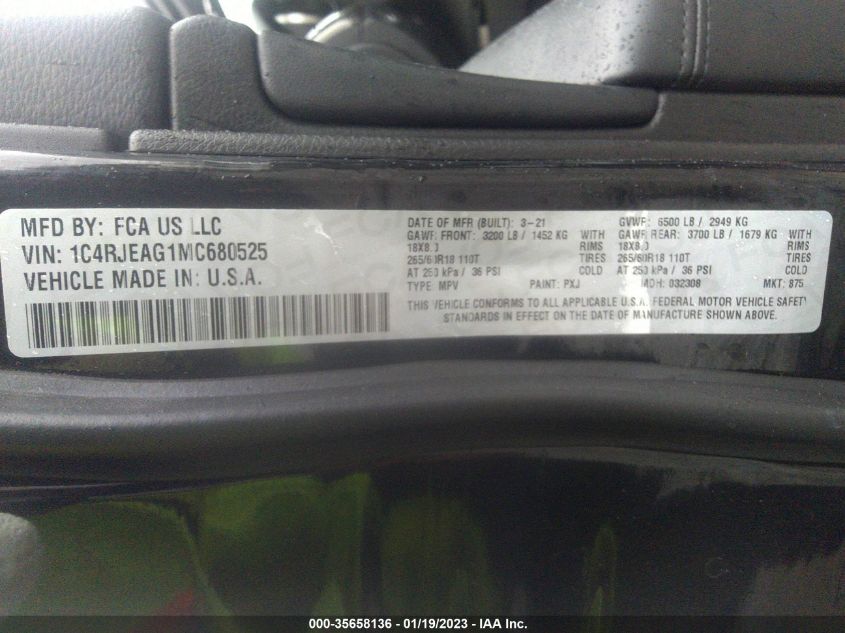 MFD BY: FCA US LLC
VIN: 1C4RJEAG1MC680525
VEHICLE MADE IN: U.S.A.
DATE OF MFR (BUILT): 3-21 GVWR: 6500 LB / 2949 KG
GAWR FRONT: 3200 LB / 1452 KG WITH GAWR REAR: 3700 LB / 1679 KG WITH
18X8.0 RIMS 18X8.0 RIMS
265/60R18 110T TIRES 265/60R18 110T TIRES
AT 250 kPa / 36 PSI COLD AT 250 kPa / 36 PSI COLD
TYPE: MPV PAINT: PXJ MDH: 032308 MKT: 875
THIS VEHICLE CONFORMS TO ALL APPLICABLE U.S.A. FEDERAL MOTOR VEHICLE SAFETY
STANDARDS IN EFFECT ON THE DATE OF MANUFACTURE SHOWN ABOVE.
000-35658136 - 01/19/2023 - IAA Inc.